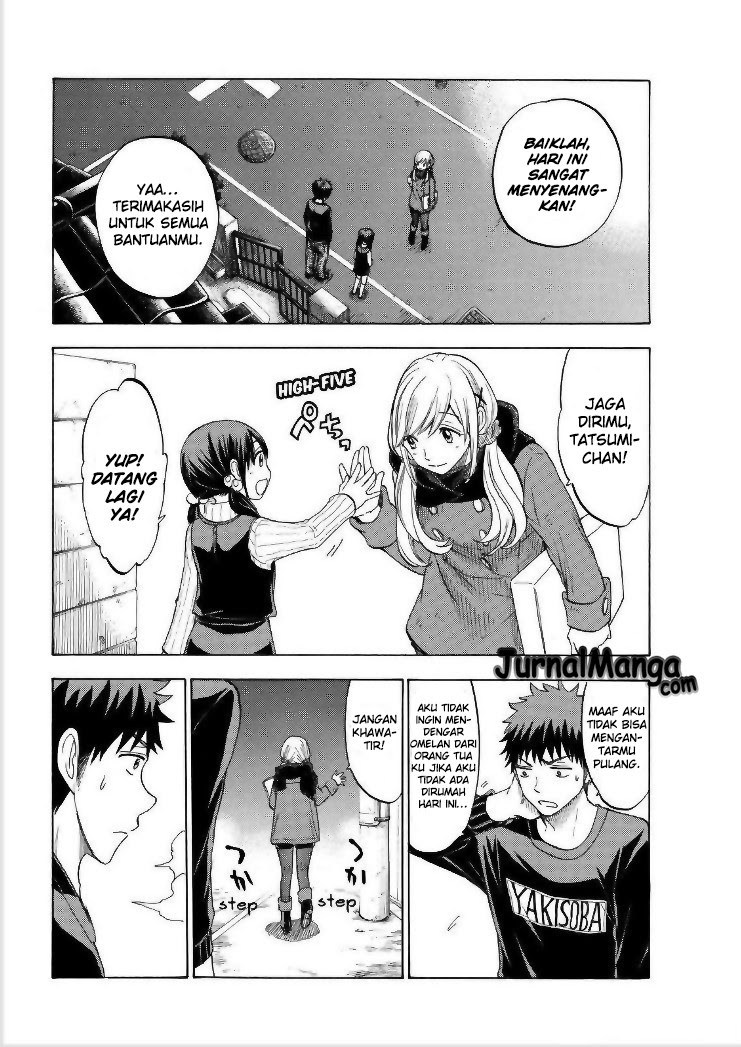 BAIKLAH,
HARI INI
SANGAT
MENYENANG-
KAN!
YAA...
TERIMAKASIH
UNTUK SEMUA
BANTUANMU.
JAGA
DIRIMU,
TATSUMI-
CHAN!
HIGH-FIVE
ぺちっ
YUP!
DATANG
LAGI
YA!
JurnalManga
.com
MAAF AKU
TIDAK BISA
MENGAN-
TARMU
PULANG.
AKU TIDAK
INGIN MEN-
DENGAR
OMELAN DARI
ORANG TUA
KU JIKA AKU
TIDAK ADA
DIRUMAH
HARI INI...
YAKISOBA
JANGAN
KHAWA-
TIR!
つか
step
つか
step